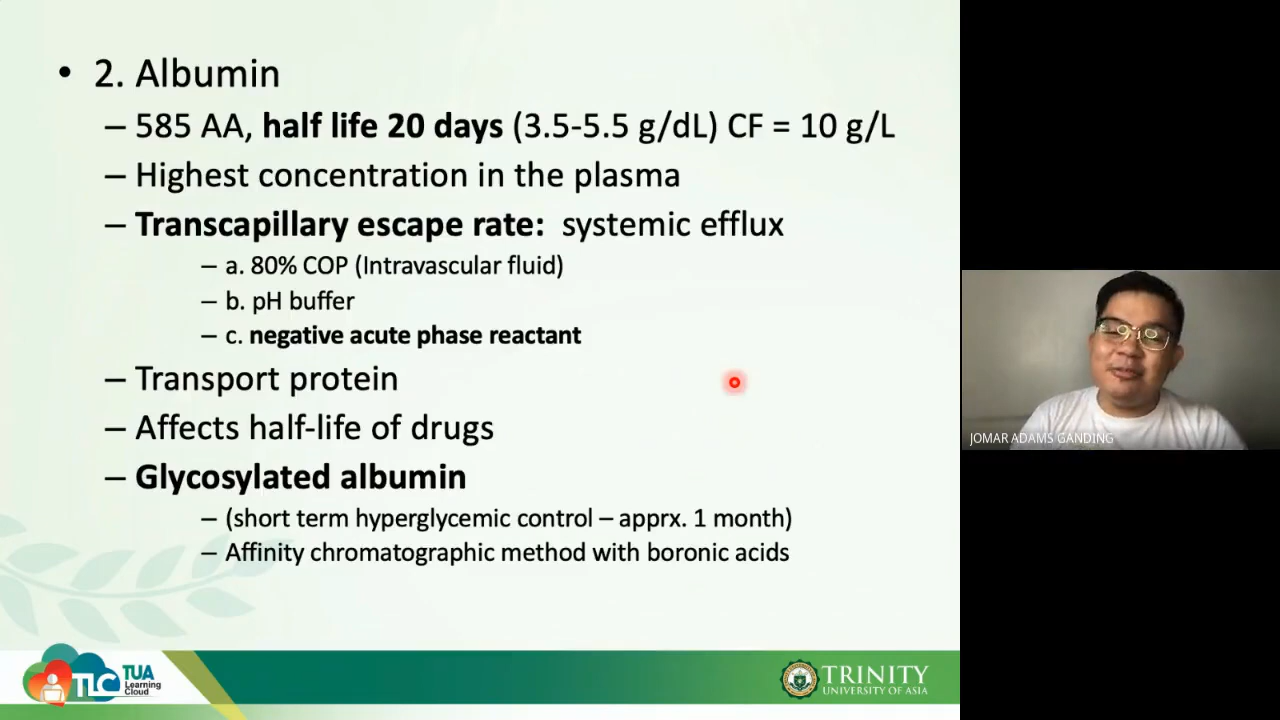 • 2. Albumin
– 585 AA, half life 20 days (3.5-5.5 g/dL) CF = 10 g/L
– Highest concentration in the plasma
– Transcapillary escape rate: systemic efflux
– a. 80% COP (Intravascular fluid)
– b. pH buffer
– c. negative acute phase reactant
– Transport protein
– Affects half-life of drugs
– Glycosylated albumin
– (short term hyperglycemic control – apprx. 1 month)
– Affinity chromatographic method with boronic acids
JOMAR ADAMS GANDING
TLC
TUA
Learning
Cloud
TRINITY
UNIVERSITY OF ASIA